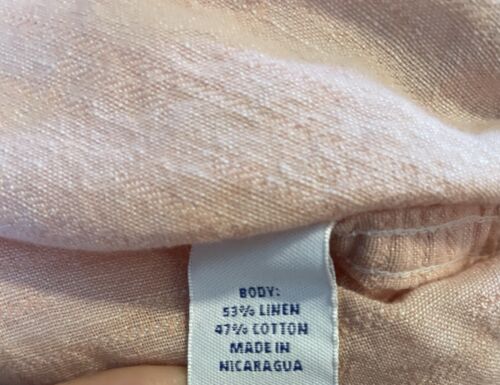 BODY:
53% LINEN
47% COTTON
MADE IN
NICARAGUA